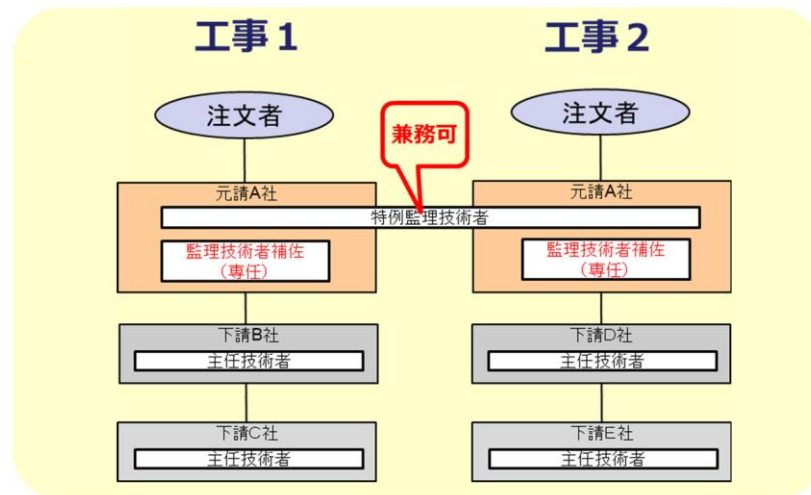 工事１
工事２
注文者
注文者
兼務可
元請A社
元請A社
特例監理技術者
監理技術者補佐
（専任）
監理技術者補佐
（専任）
下請B社
主任技術者
下請D社
主任技術者
下請C社
主任技術者
下請E社
主任技術者